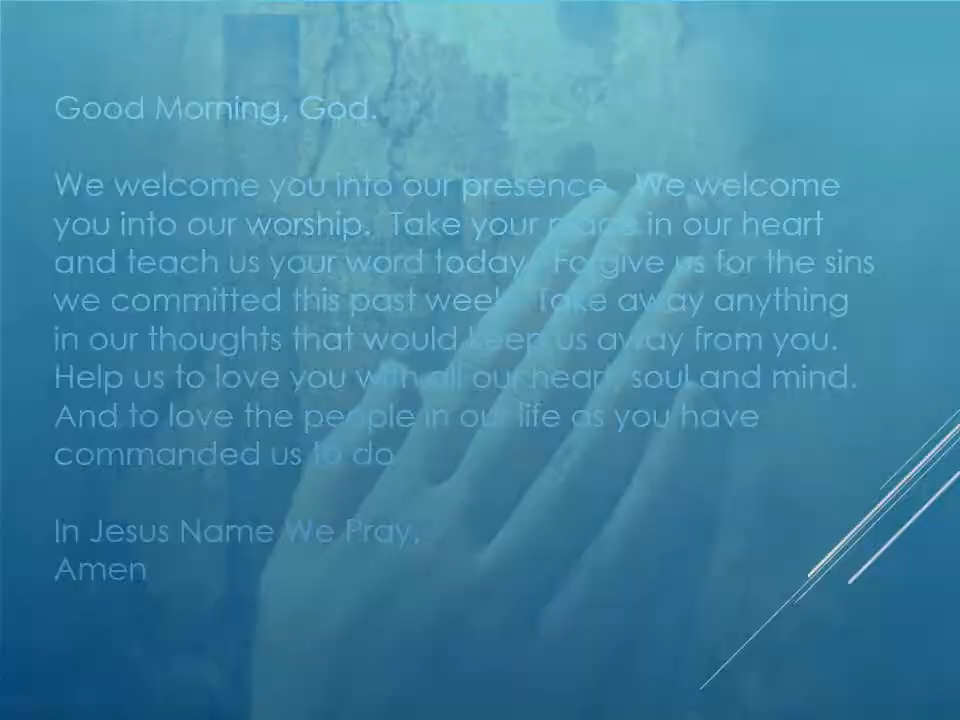 Good Morning, God.
We welcome you into our presence.  We welcome
you into our worship.  Take your place in our heart
and teach us your word today.  Forgive us for the sins
we committed this past week.  Take away anything
in our thoughts that would keep us away from you.
Help us to love you with all our heart, soul and mind.
And to love the people in our life as you have
commanded us to do.
In Jesus Name We Pray,
Amen